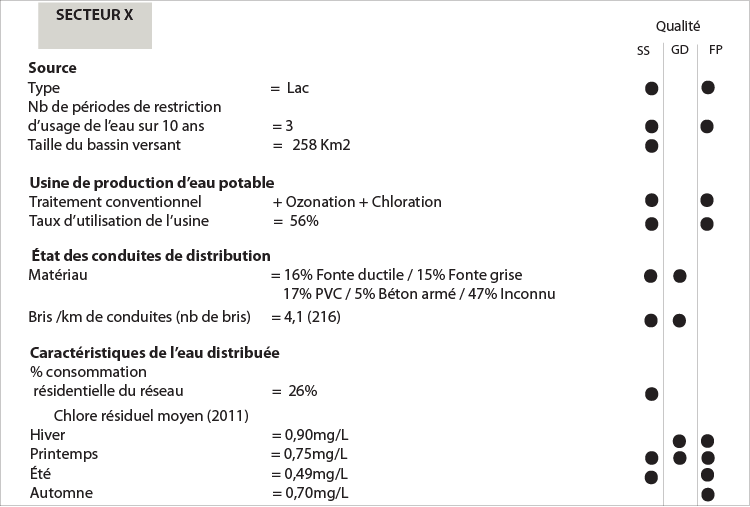 SECTEUR X
Qualité
SS GD FP
Source
Type = Lac
Nb de périodes de restriction
d’usage de l’eau sur 10 ans = 3
Taille du bassin versant = 258 Km2
Usine de production d’eau potable
Traitement conventionnel + Ozonation + Chloration
Taux d’utilisation de l’usine = 56%
État des conduites de distribution
Matériau = 16% Fonte ductile / 15% Fonte grise
17% PVC / 5% Béton armé / 47% Inconnu
Bris /km de conduites (nb de bris) = 4,1 (216)
Caractéristiques de l’eau distribuée
% consommation
résidentielle du réseau = 26%
Chlore résiduel moyen (2011)
Hiver = 0,90mg/L
Printemps = 0,75mg/L
Été = 0,49mg/L
Automne = 0,70mg/L